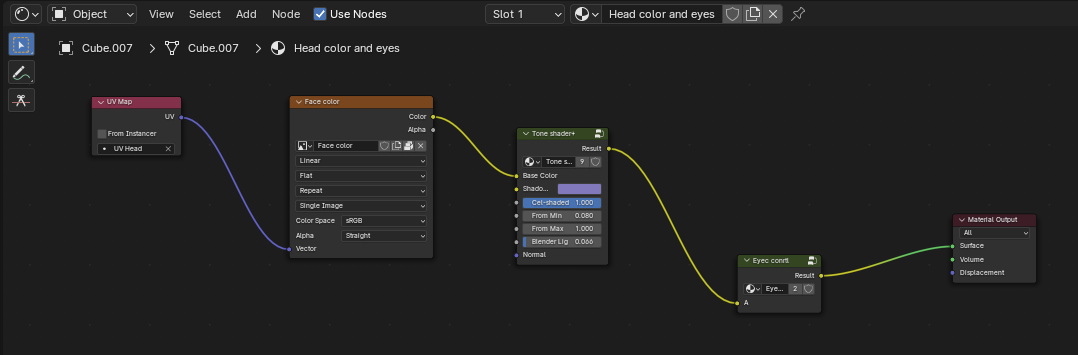 Object View Select Add Node Use Nodes Slot 1 Head color and eyes
Cube.007 > Cube.007 > Head color and eyes
UV Map
UV
From Instancer
UV Head
Face color
Color
Alpha
Face color
Linear
Flat
Repeat
Single Image
Color Space sRGB
Alpha Straight
Vector
Tone shader+
Result
Tone s... 9
Base Color
Shado...
Cel-shaded 1.000
From Min 0.080
From Max 1.000
Blender Lig 0.066
Normal
Eyec conrtl
Result
Eye... 2
A
Material Output
All
Surface
Volume
Displacement